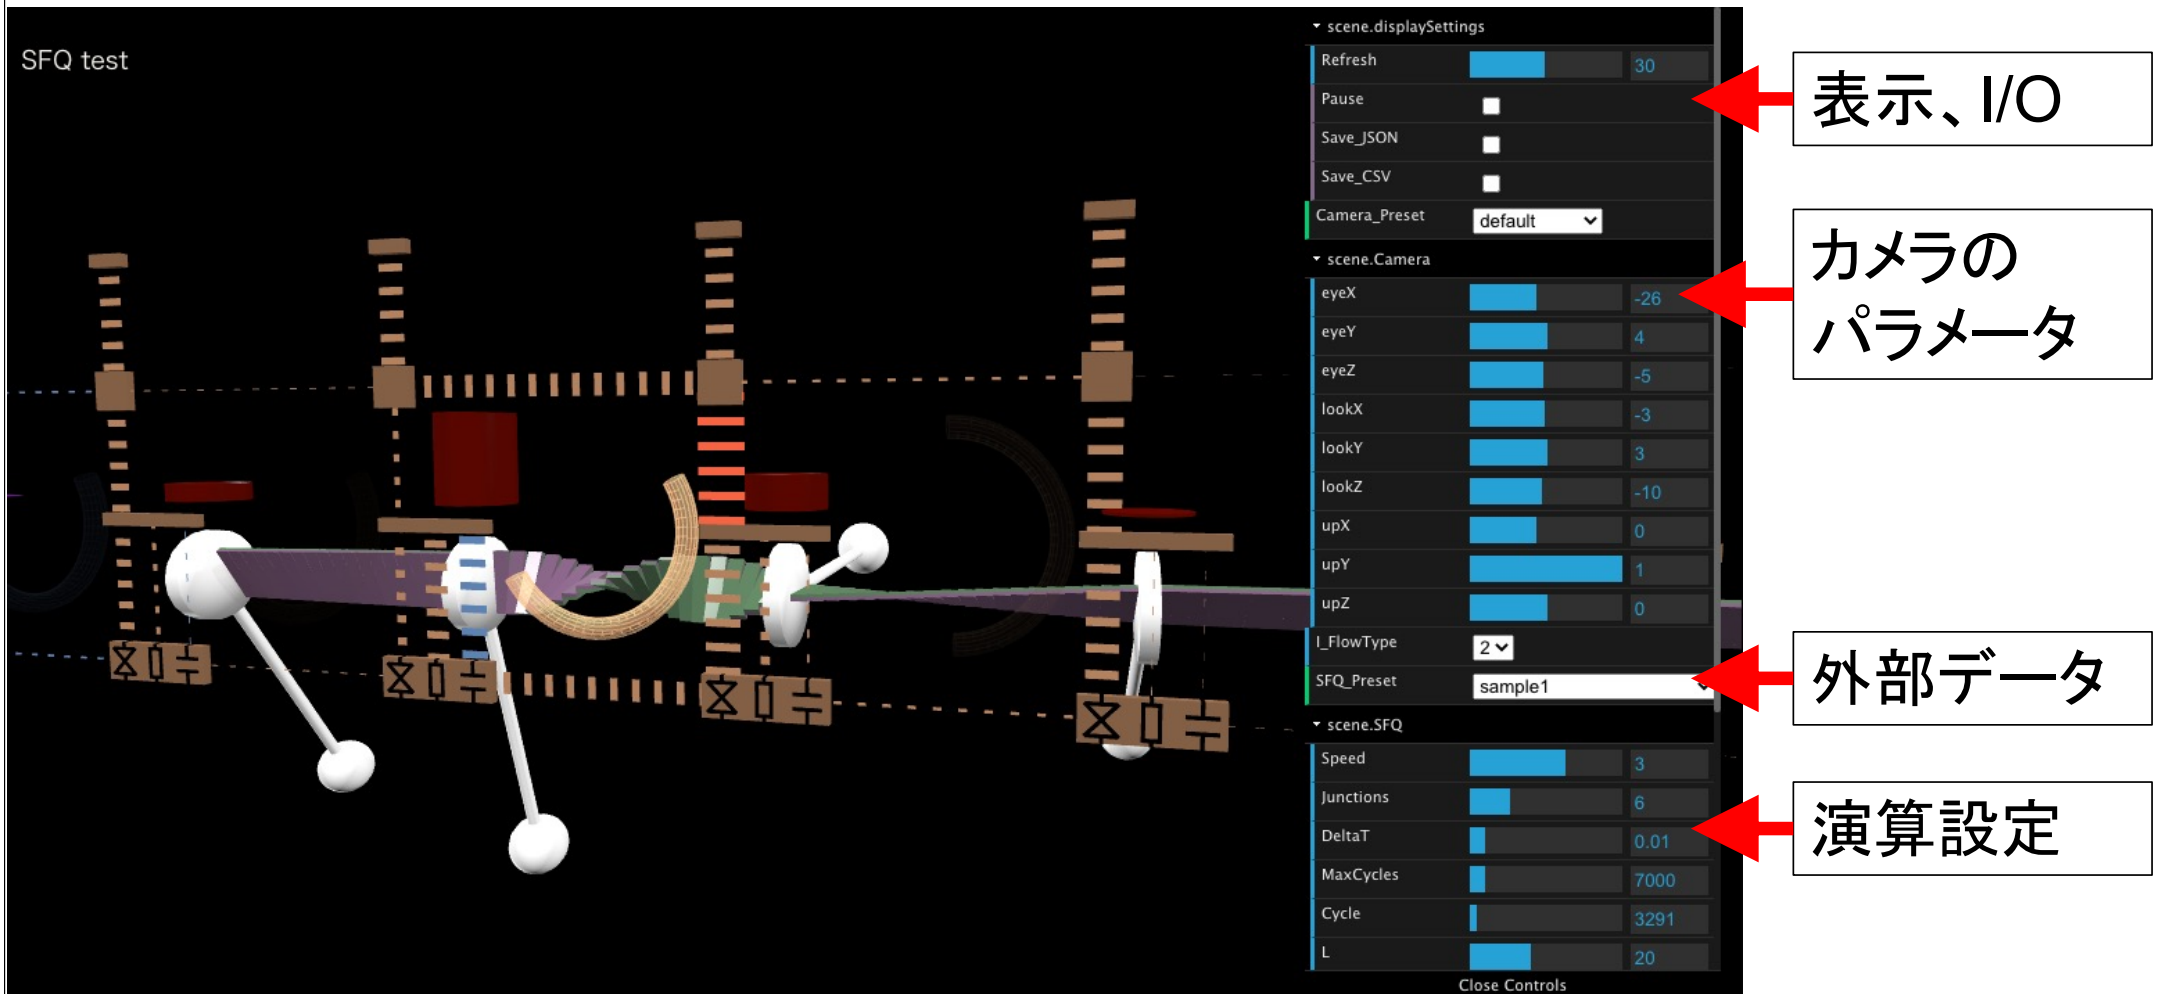 SFQ test
scene.displaySettings
Refresh 30
Pause
Save_JSON
Save_CSV
Camera_Preset default
scene.Camera
eyeX -26
eyeY 4
eyeZ -5
lookX -3
lookY 3
lookZ -10
upX 0
upY 1
upZ 0
I_FlowType 2
SFQ_Preset sample1
scene.SFQ
Speed 3
Junctions 6
DeltaT 0.01
MaxCycles 7000
Cycle 3291
L 20
Close Controls
表示、I/O
カメラの
パラメータ
外部データ
演算設定